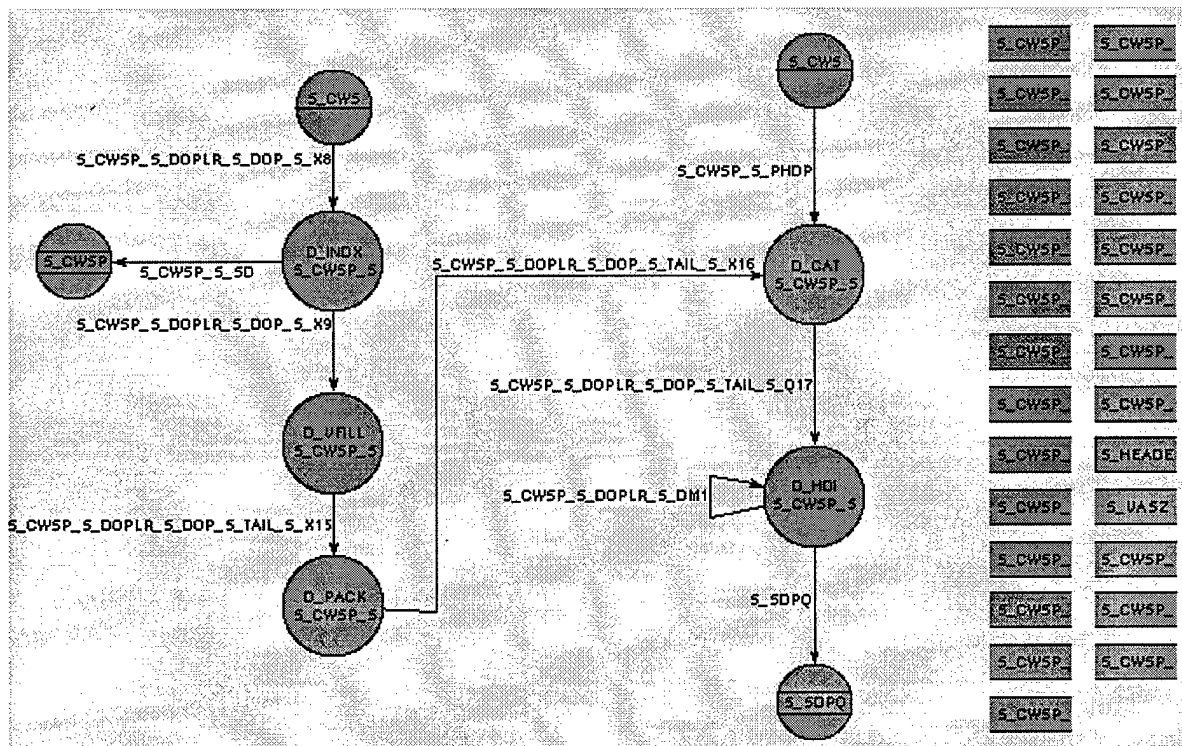 S_CWS
S_CWSP_S_DOPLR_S_DOP_S_X8
D_INDX
S_CWSP_S
S_CWSP
S_CWSP_S_SD
S_CWSP_S_DOPLR_S_DOP_S_X9
D_VFILL
S_CWSP_S
S_CWSP_S_DOPLR_S_DOP_S_TAIL_S_X15
D_PACK
S_CWSP_S
S_CWSP_S_DOPLR_S_DOP_S_TAIL_S_X16
S_CWS
S_CWSP_S_PHDP
D_CAT
S_CWSP_S
S_CWSP_S_DOPLR_S_DOP_S_TAIL_S_Q17
S_CWSP_S_DOPLR_S_DM1
D_HDI
S_CWSP_S
S_SDPQ
S_SDPQ
S_CWSP_ S_CWSP_
S_CWSP_ S_CWSP_
S_CWSP_ S_CWSP_
S_CWSP_ S_CWSP_
S_CWSP_ S_CWSP_
S_CWSP_ S_CWSP_
S_CWSP_ S_CWSP_
S_CWSP_ S_CWSP_
S_CWSP_ S_HEADE
S_CWSP_ S_VASZ
S_CWSP_ S_CWSP_
S_CWSP_ S_CWSP_
S_CWSP_ S_CWSP_
S_CWSP_